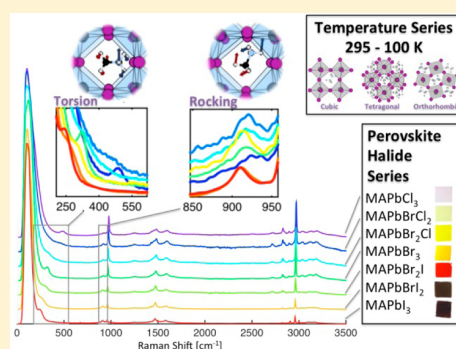 Temperature Series
295 - 100 K
Cubic
Tetragonal
Orthorhombic
Torsion
Rocking
250 400 550
850 900 950
Perovskite
Halide
Series
MAPbCl₃
MAPbBrCl₂
MAPbBr₂Cl
MAPbBr₃
MAPbBr₂I
MAPbBrI₂
MAPbI₃
0 500 1000 1500 2000 2500 3500
Raman Shift [cm⁻¹]